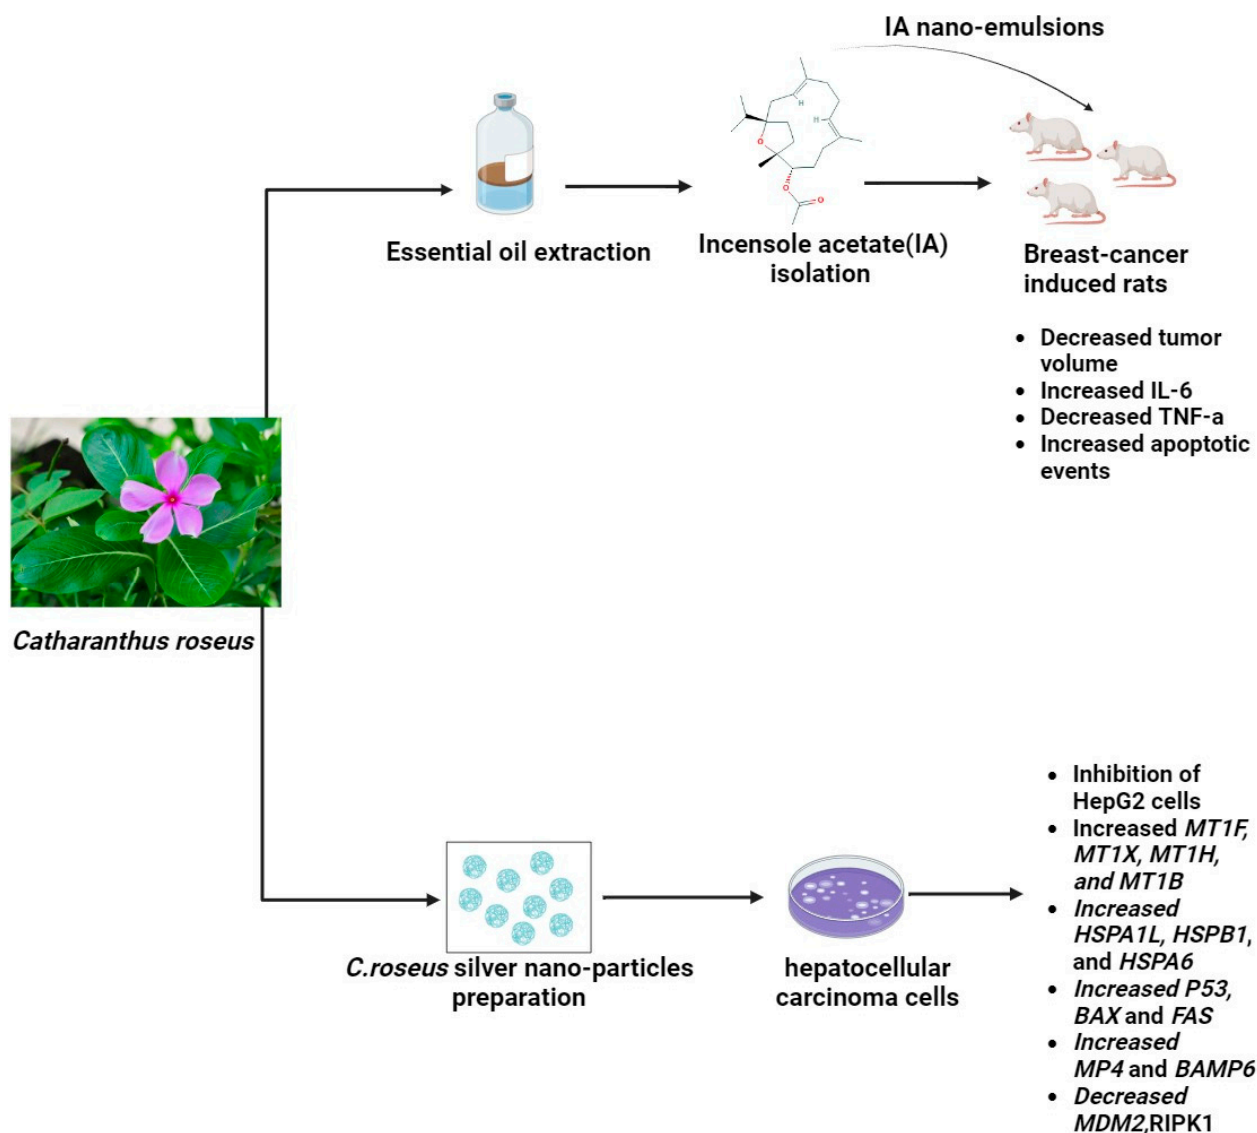 IA nano-emulsions
H
H
O
O
O
Essential oil extraction
Incensole acetate(IA)
isolation
Breast-cancer
induced rats
• Decreased tumor
volume
• Increased IL-6
• Decreased TNF-a
• Increased apoptotic
events
Catharanthus roseus
C.roseus silver nano-particles
preparation
hepatocellular
carcinoma cells
• Inhibition of
HepG2 cells
• Increased MT1F,
MT1X, MT1H,
and MT1B
• Increased
HSPA1L, HSPB1,
and HSPA6
• Increased P53,
BAX and FAS
• Increased
MP4 and BAMP6
• Decreased
MDM2,RIPK1